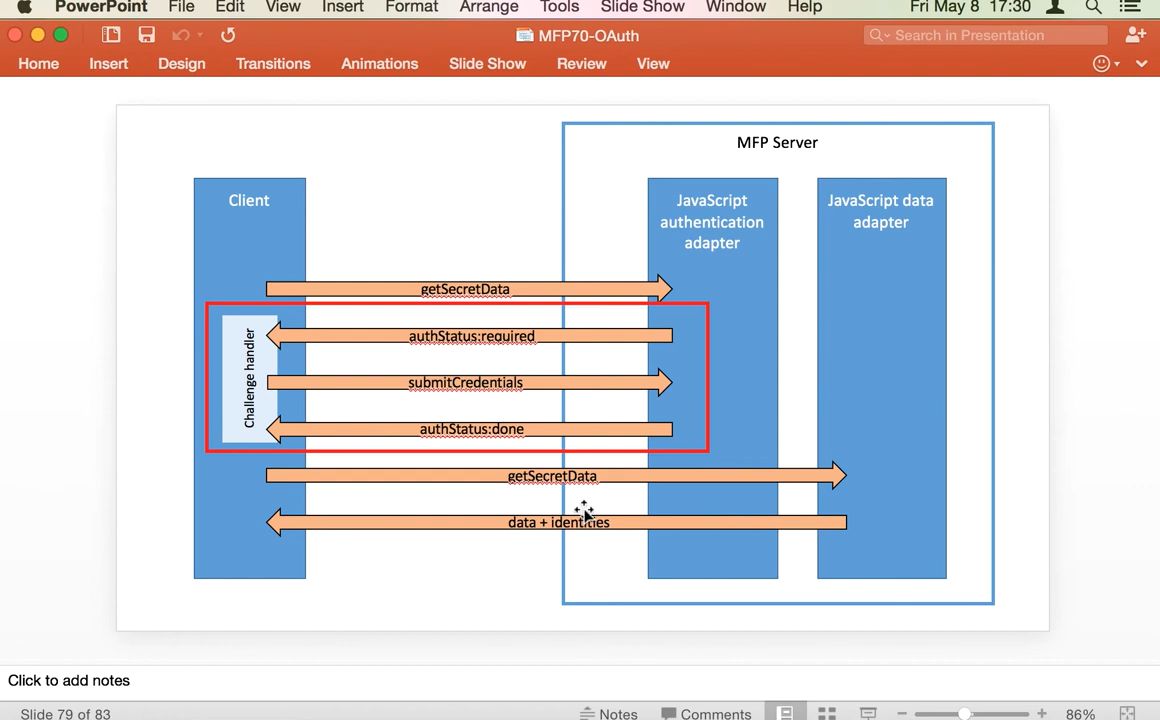 PowerPoint File Edit View Insert Format Arrange Tools Slide Show Window Help Fri May 8 17:30
MFP70-OAuth
Search in Presentation
Home Insert Design Transitions Animations Slide Show Review View
MFP Server
Client
JavaScript
authentication
adapter
JavaScript data
adapter
getSecretData
Challenge handler
authStatus:required
submitCredentials
authStatus:done
getSecretData
data + identities
Click to add notes
Slide 79 of 83 Notes Comments 86%